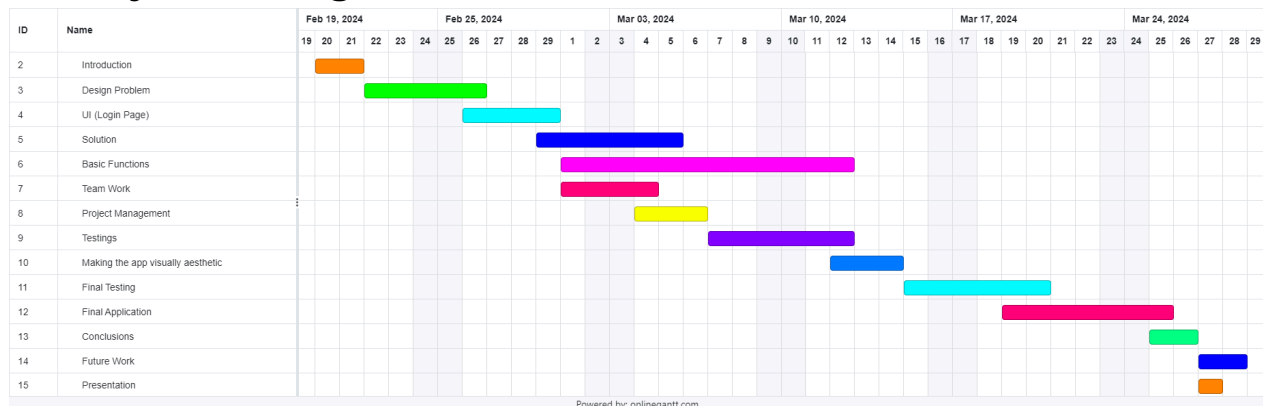 ID Name Feb 19, 2024 Feb 25, 2024 Mar 03, 2024 Mar 10, 2024 Mar 17, 2024 Mar 24, 2024
19 20 21 22 23 24 25 26 27 28 29 1 2 3 4 5 6 7 8 9 10 11 12 13 14 15 16 17 18 19 20 21 22 23 24 25 26 27 28 29
2 Introduction
3 Design Problem
4 UI (Login Page)
5 Solution
6 Basic Functions
7 Team Work
8 Project Management
9 Testings
10 Making the app visually aesthetic
11 Final Testing
12 Final Application
13 Conclusions
14 Future Work
15 Presentation
Powered by: onlinegantt.com